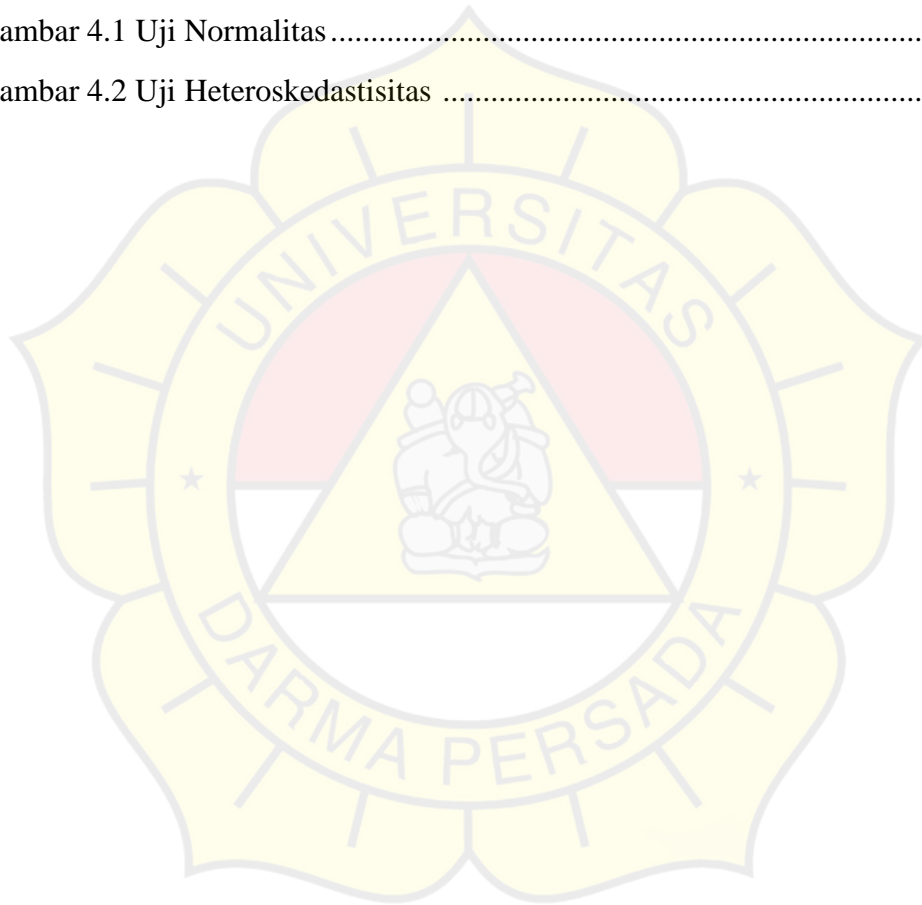 ambar 4.1 Uji Normalitas........................................................................
ambar 4.2 Uji Heteroskedastisitas ............................................................
UNIVERSITAS
DARMA PERSADA